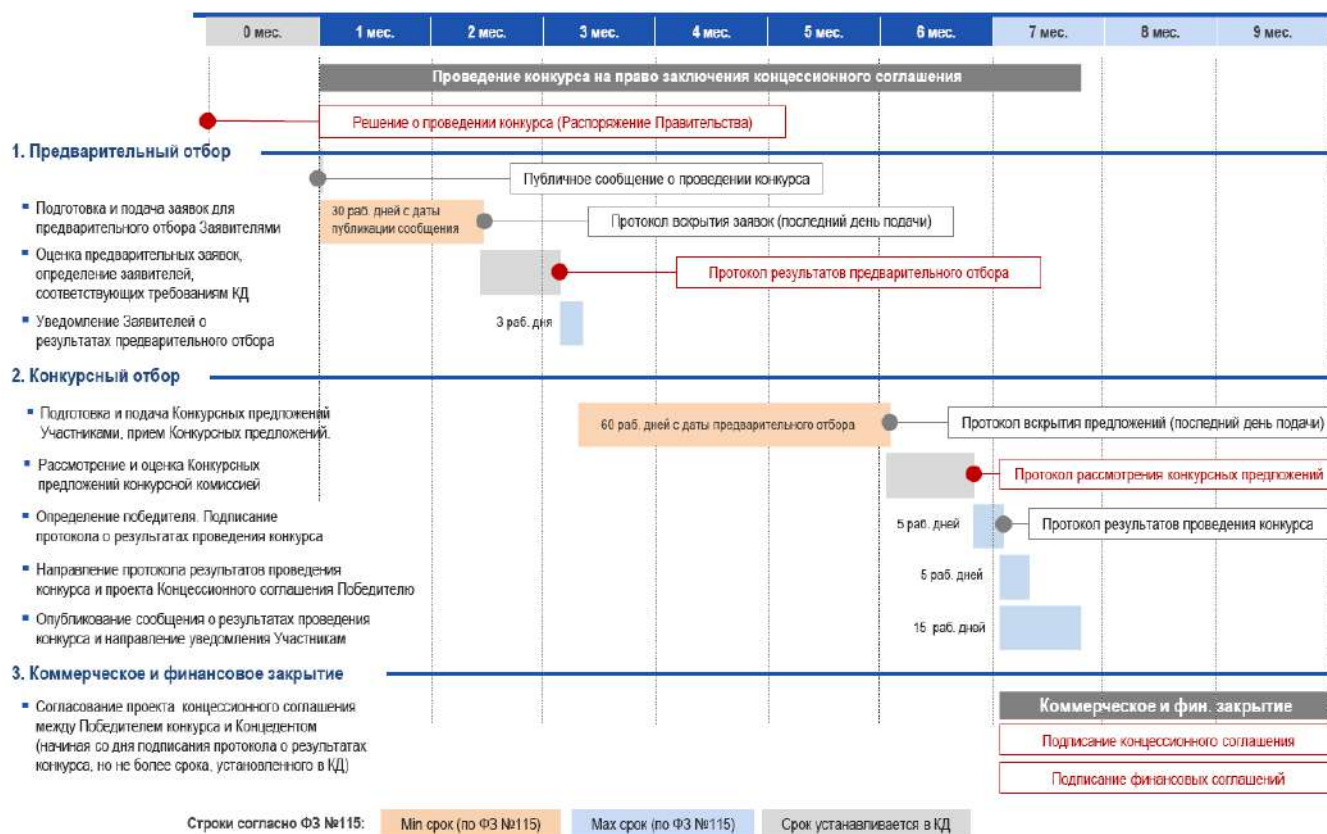 0 мес.
1 мес.
2 мес.
3 мес.
4 мес.
5 мес.
6 мес.
7 мес.
8 мес.
9 мес.
Проведение конкурса на право заключения концессионного соглашения
Решение о проведении конкурса (Распоряжение Правительства)
1. Предварительный отбор
Публичное сообщение о проведении конкурса
Подготовка и подача заявок для
предварительного отбора Заявителями
30 раб. дней с даты
публикации сообщения
Протокол вскрытия заявок (последний день подачи)
Оценка предварительных заявок,
определение заявителей,
соответствующих требованиям КД
Протокол результатов предварительного отбора
Уведомление Заявителей о
результатах предварительного отбора
3 раб. дня
2. Конкурсный отбор
Подготовка и подача Конкурсных предложений
Участниками, прием Конкурсных предложений.
60 раб. дней с даты предварительного отбора
Протокол вскрытия предложений (последний день подачи)
Рассмотрение и оценка Конкурсных
предложений конкурсной комиссией
Протокол рассмотрения конкурсных предложений
Определение победителя. Подписание
протокола о результатах проведения конкурса
5 раб. дней
Протокол результатов проведения конкурса
Направление протокола результатов проведения
конкурса и проекта Концессионного соглашения Победителю
5 раб. дней
Опубликование сообщения о результатах проведения
конкурса и направление уведомления Участникам
15 раб. дней
3. Коммерческое и финансовое закрытие
Согласование проекта концессионного соглашения
между Победителем конкурса и Концедентом
(начиная со дня подписания протокола о результатах
конкурса, но не более срока, установленного в КД)
Коммерческое и фин. закрытие
Подписание концессионного соглашения
Подписание финансовых соглашений
Строки согласно ФЗ №115:
Min срок (по ФЗ №115)
Max срок (по ФЗ №115)
Срок устанавливается в КД